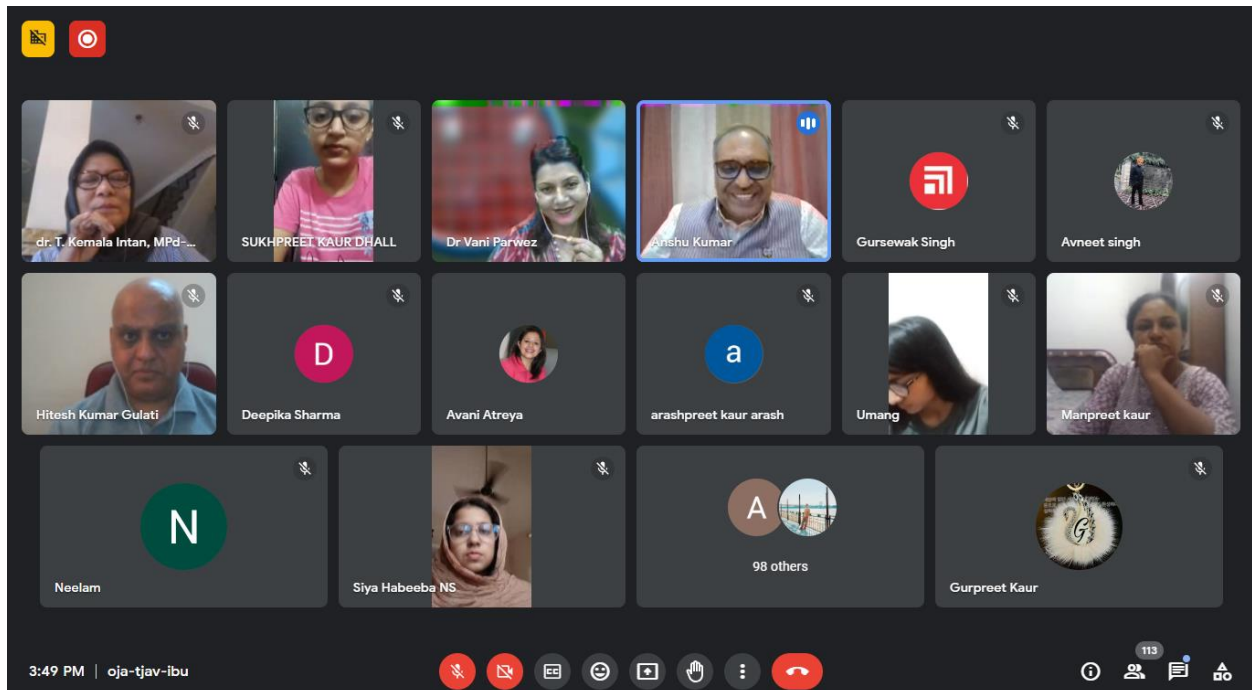 dr. T. Kemala Intan, MPd-...
SUKHPREET KAUR DHALL
Dr Vani Parwez
Anshu Kumar
Gursewak Singh
Avneet singh
Hitesh Kumar Gulati
D
Deepika Sharma
Avani Atreya
a
arashpreet kaur arash
Umang
Manpreet kaur
N
Neelam
Siya Habeeba NS
A
98 others
G
Gurpreet Kaur
3:49 PM | oja-tjav-ibu
CC
113